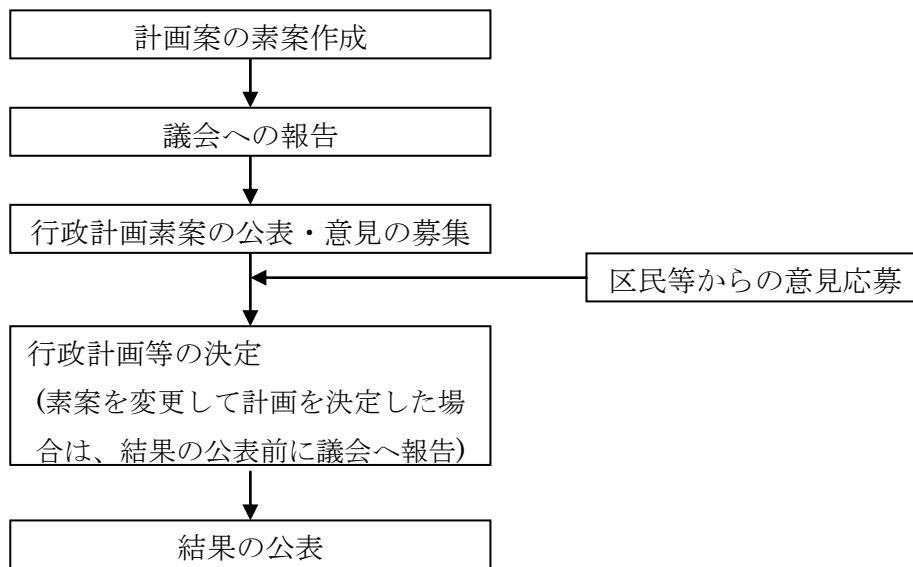 計画案の素案作成
議会への報告
行政計画素案の公表・意見の募集
区民等からの意見応募
行政計画等の決定
(素案を変更して計画を決定した場
合は、結果の公表前に議会へ報告)
結果の公表